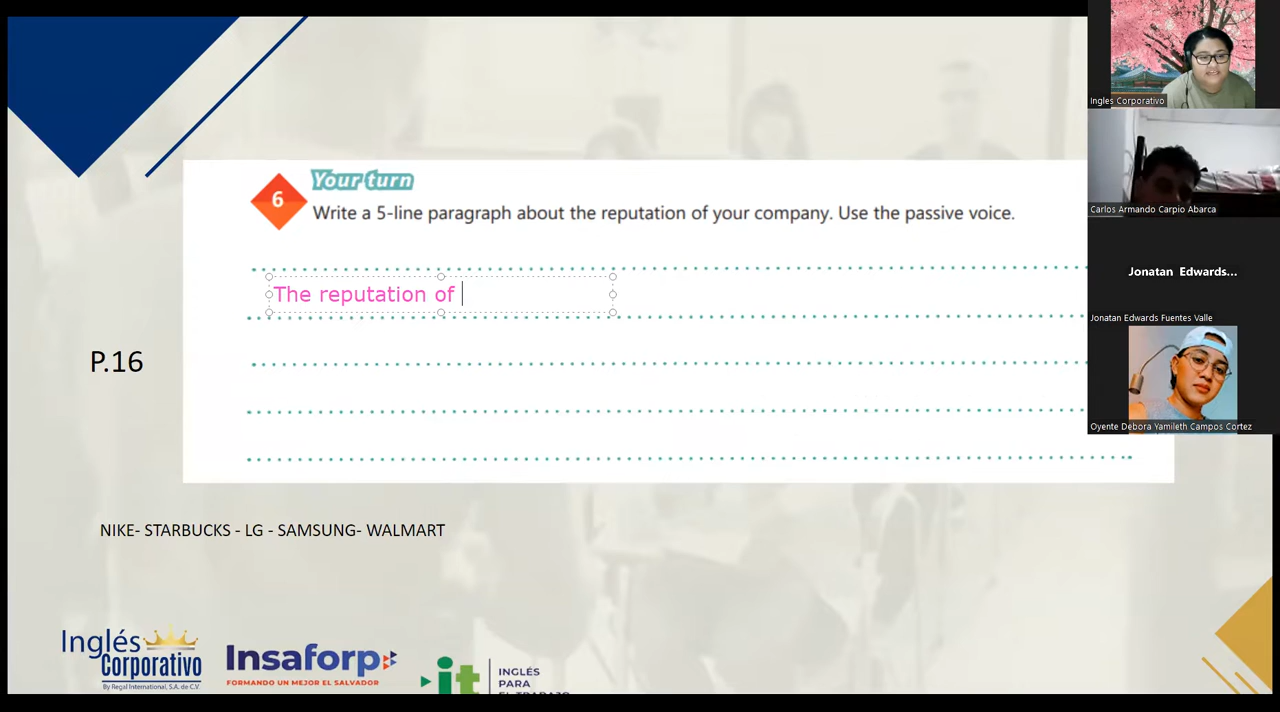 Your turn
6
Write a 5-line paragraph about the reputation of your company. Use the passive voice.
The reputation of
P.16
NIKE- STARBUCKS - LG - SAMSUNG- WALMART
Inglés
Corporativo
By Regal International, S.A. de C.V.
Insaforp
FORMANDO UN MEJOR EL SALVADOR
it
INGLÉS
PARA
EL TRABAJO
Ingles Corporativo
Carlos Armando Carpio Abarca
Jonatan Edwards...
Jonatan Edwards Fuentes Valle
Oyente Debora Yamileth Campos Cortez